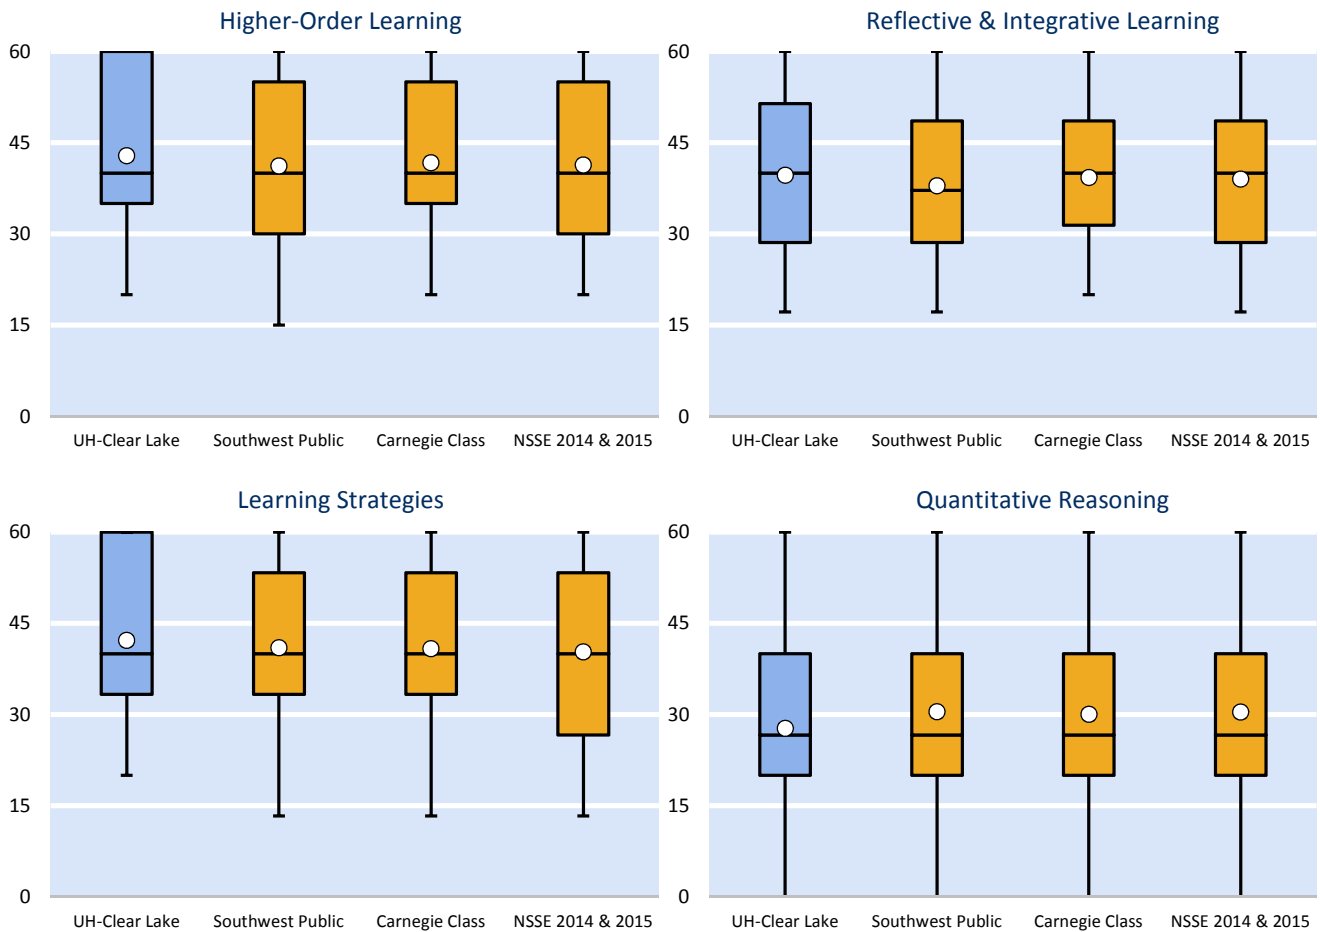 Higher-Order Learning
60
45
30
15
0
UH-Clear Lake Southwest Public Carnegie Class NSSE 2014 & 2015
Reflective & Integrative Learning
60
45
30
15
0
UH-Clear Lake Southwest Public Carnegie Class NSSE 2014 & 2015
Learning Strategies
60
45
30
15
0
UH-Clear Lake Southwest Public Carnegie Class NSSE 2014 & 2015
Quantitative Reasoning
60
45
30
15
0
UH-Clear Lake Southwest Public Carnegie Class NSSE 2014 & 2015